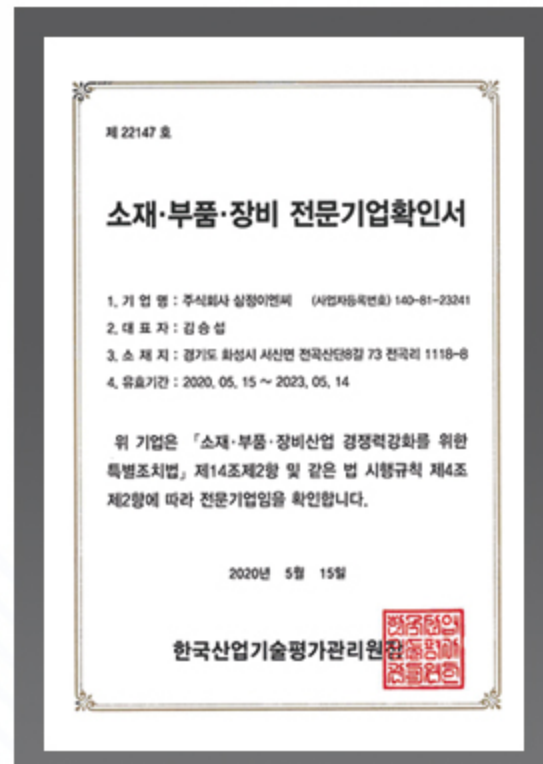 제 22147 호
소재·부품·장비 전문기업확인서
1. 기 업 명 : 주식회사 삼정이엔씨 (사업자등록번호) 140-81-23241
2. 대 표 자 : 김승섭
3. 소 재 지 : 경기도 화성시 서신면 전곡산단8길 73 전곡리 1118-8
4. 유효기간 : 2020. 05. 15 ~ 2023. 05. 14
위 기업은 「소재·부품·장비산업 경쟁력강화를 위한
특별조치법」 제14조제2항 및 같은 법 시행규칙 제4조
제2항에 따라 전문기업임을 확인합니다.
2020년 5월 15일
한국산업기술평가관리원장